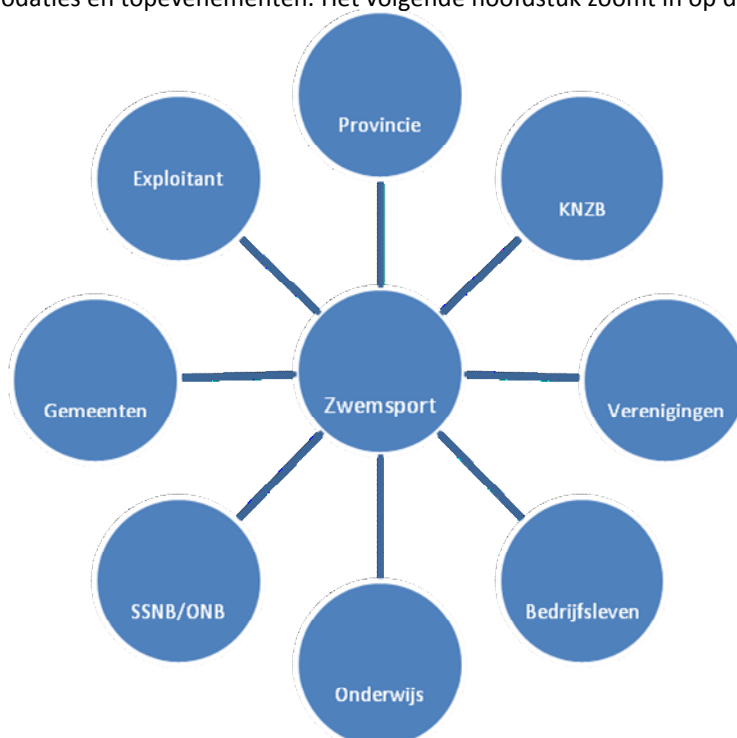 odaties en topevenementen. Het volgende hoofdstuk zoomt in op d
Provincie
Exploitant
KNZB
Gemeenten
Zwemsport
Verenigingen
SSNB/ONB
Bedrijfsleven
Onderwijs